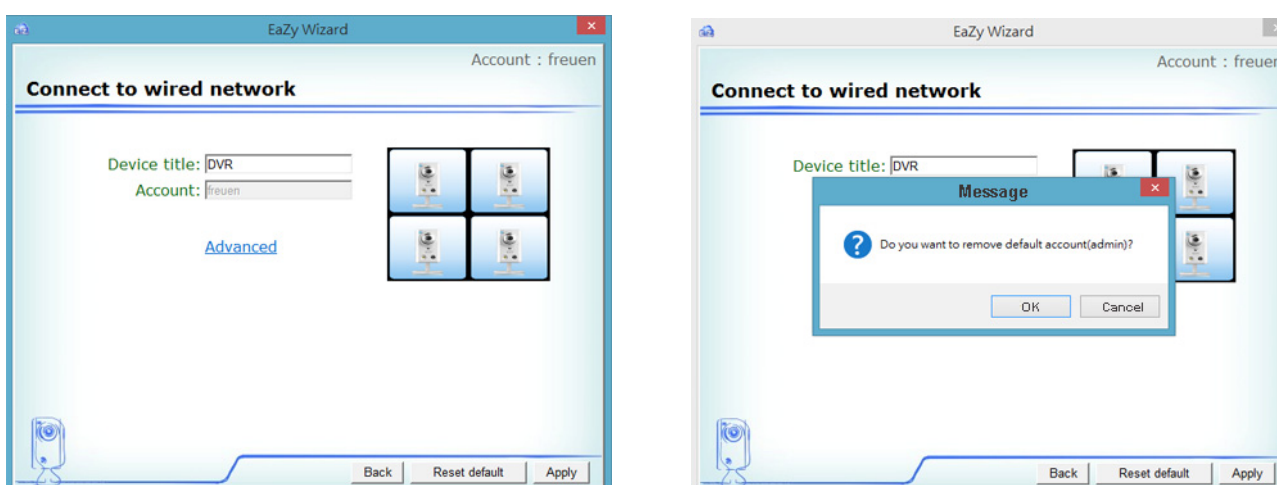 EaZy Wizard
Account : freuen
Connect to wired network
Device title: DVR
Account: freuen
Advanced
Back Reset default Apply
EaZy Wizard
Account : freuen
Connect to wired network
Device title: DVR
Message
Do you want to remove default account(admin)?
OK Cancel
Back Reset default Apply